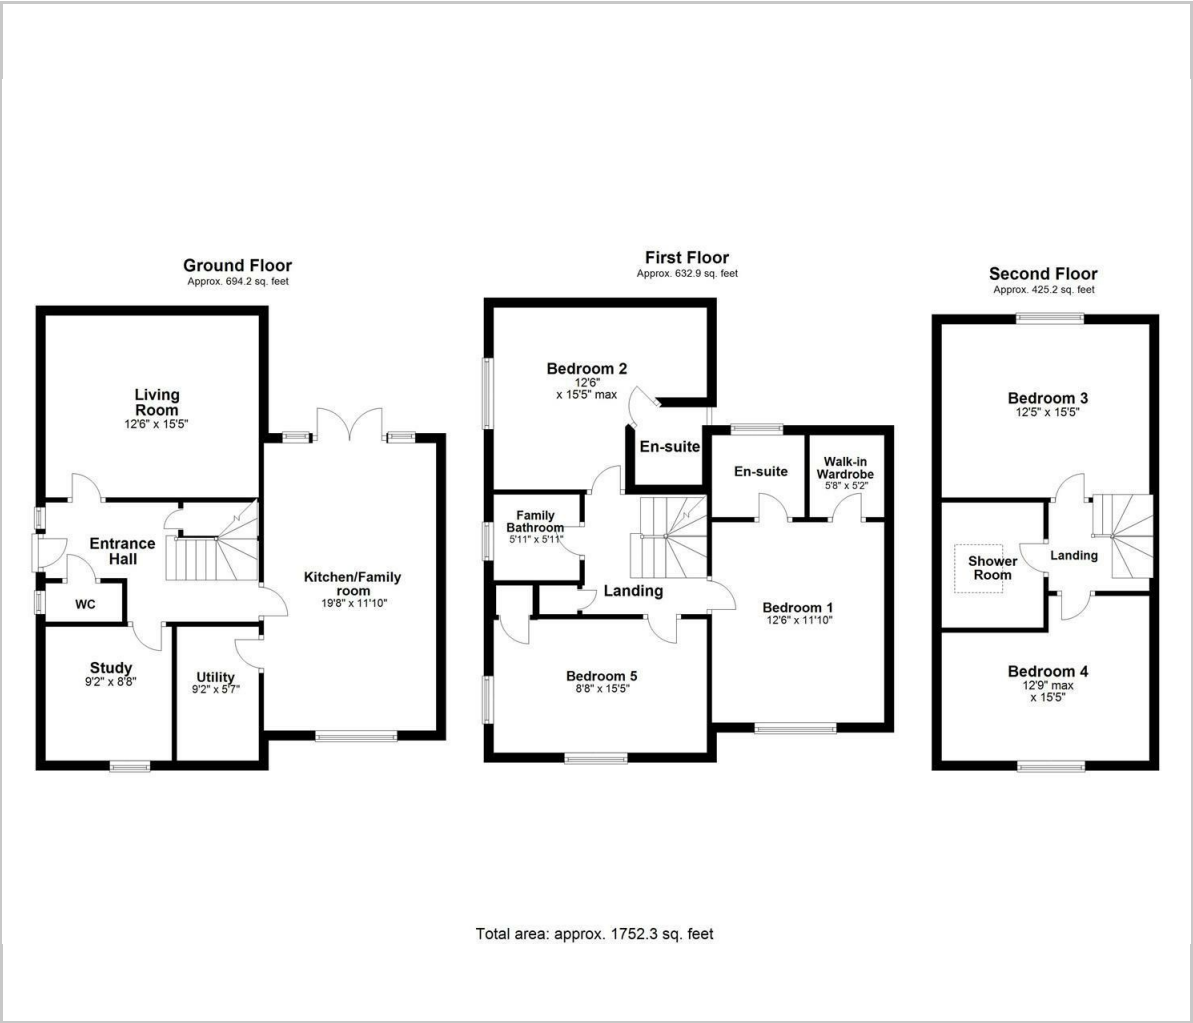 Ground Floor
Approx. 694.2 sq. feet
Living
Room
12'6" x 15'5"
Entrance
Hall
N
WC
Kitchen/Family
room
19'8" x 11'10"
Study
9'2" x 8'8"
Utility
9'2" x 5'7"
First Floor
Approx. 632.9 sq. feet
Bedroom 2
12'6"
x 15'5" max
En-suite
En-suite
Walk-in
Wardrobe
5'8" x 5'2"
Family
Bathroom
5'11" x 5'11"
N
Landing
Bedroom 1
12'6" x 11'10"
Bedroom 5
8'8" x 15'5"
Second Floor
Approx. 425.2 sq. feet
Bedroom 3
12'5" x 15'5"
Shower
Room
Landing
Bedroom 4
12'9" max
x 15'5"
Total area: approx. 1752.3 sq. feet